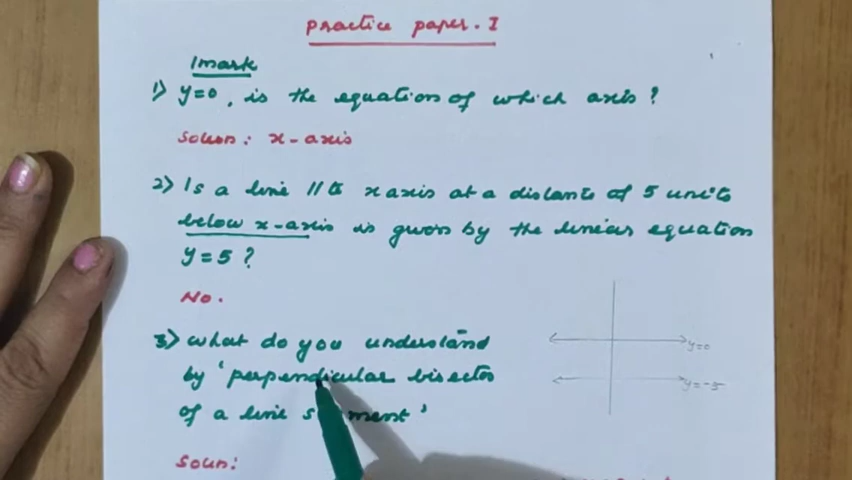 Practice paper-I
1mark
1) y=0, is the equation of which axis?
Soln: x-axis
2) Is a line // to x axis at a distance of 5 units
below x-axis is given by the linear equation
y=5?
No.
3) What do you understand
by 'perpendicular bisector
of a line segment'
y=0
y=-5
Soln: